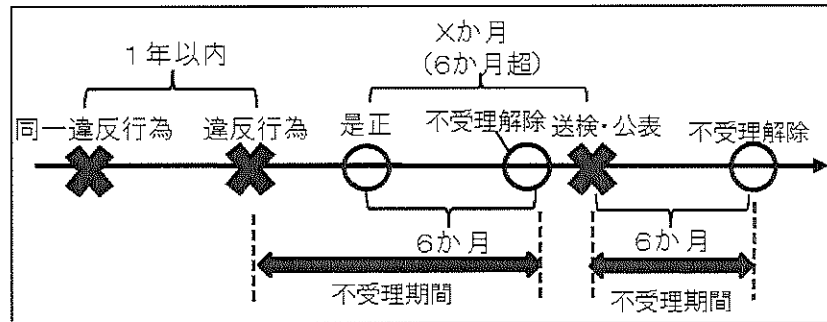 Xか月
(6か月超)
1年以内
同一違反行為
違反行為
是正
不受理解除
送検・公表
不受理解除
6か月
6か月
不受理期間
不受理期間